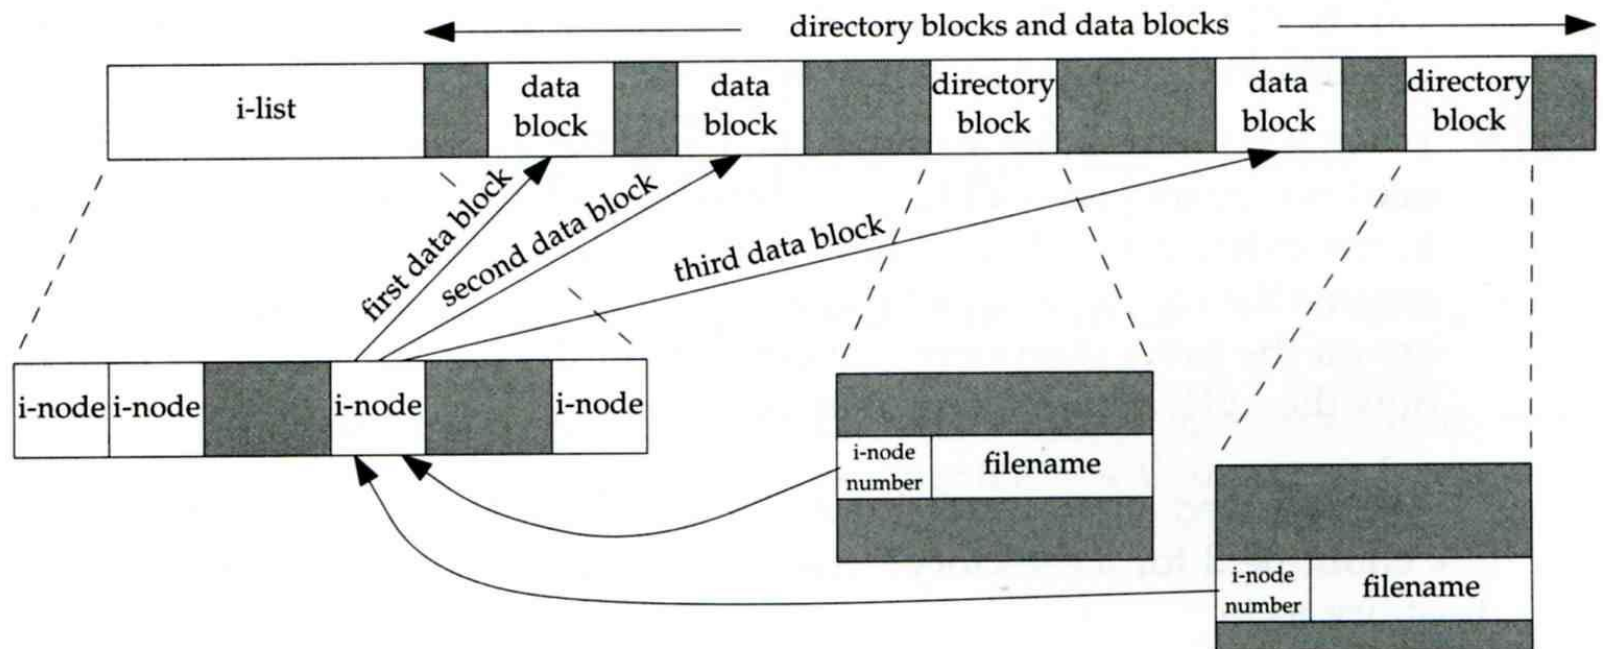 directory blocks and data blocks
i-list
data
block
data
block
directory
block
data
block
directory
block
first data block
second data block
third data block
i-node
i-node
i-node
i-node
i-node
number
filename
i-node
number
filename